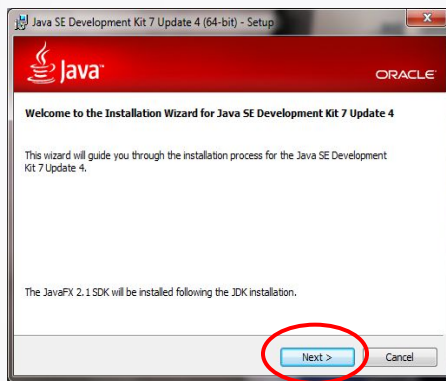 Java SE Development Kit 7 Update 4 (64-bit) - Setup
Java™
ORACLE®
Welcome to the Installation Wizard for Java SE Development Kit 7 Update 4
This wizard will guide you through the installation process for the Java SE Development
Kit 7 Update 4.
The JavaFX 2.1 SDK will be installed following the JDK installation.
Next >
Cancel